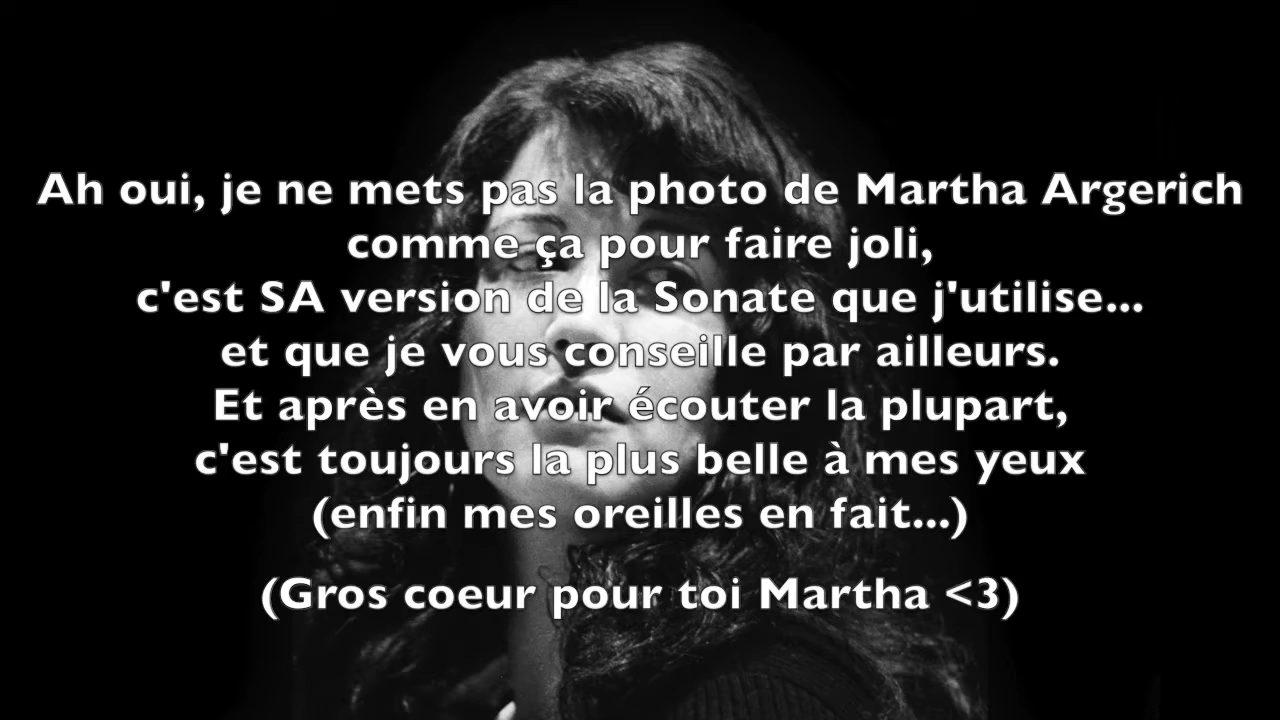 Ah oui, je ne mets pas la photo de Martha Argerich
comme ça pour faire joli,
c'est SA version de la Sonate que j'utilise...
et que je vous conseille par ailleurs.
Et après en avoir écouter la plupart,
c'est toujours la plus belle à mes yeux
(enfin mes oreilles en fait...)
(Gros coeur pour toi Martha <3)